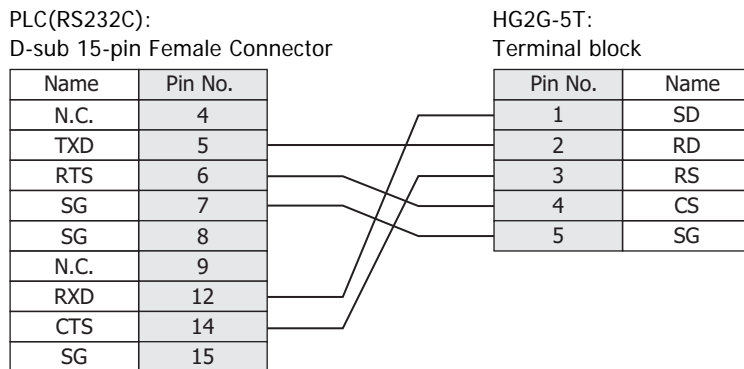 PLC(RS232C):
D-sub 15-pin Female Connector
Name Pin No.
N.C. 4
TXD 5
RTS 6
SG 7
SG 8
N.C. 9
RXD 12
CTS 14
SG 15
HG2G-5T:
Terminal block
Pin No. Name
1 SD
2 RD
3 RS
4 CS
5 SG